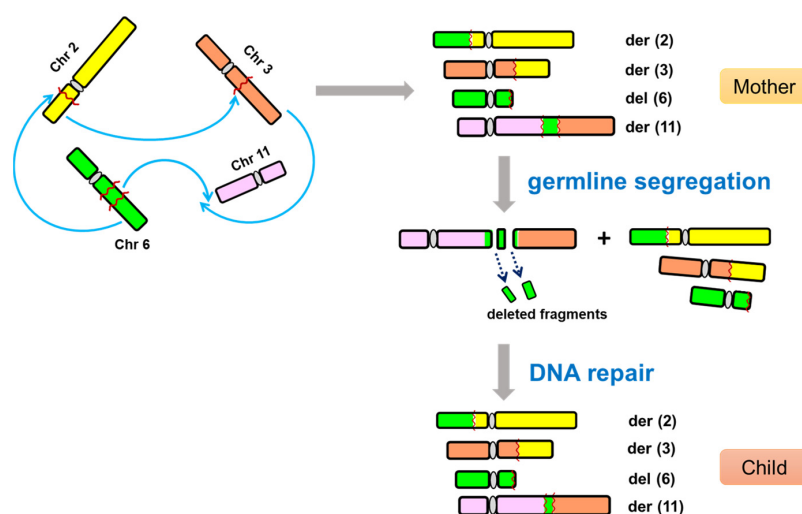 Chr 2
Chr 3
Chr 6
Chr 11
der (2)
der (3)
del (6)
der (11)
Mother
germline segregation
+
deleted fragments
DNA repair
der (2)
der (3)
del (6)
der (11)
Child